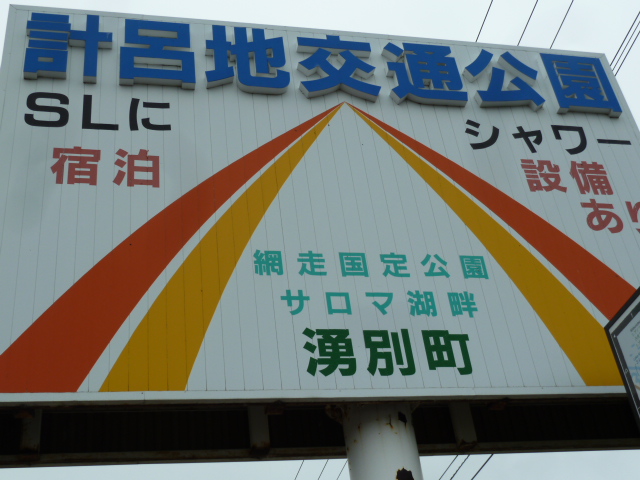 計呂地交通公園
SLに
宿泊
シャワー
設備
あり
網走国定公園
サロマ湖畔
湧別町